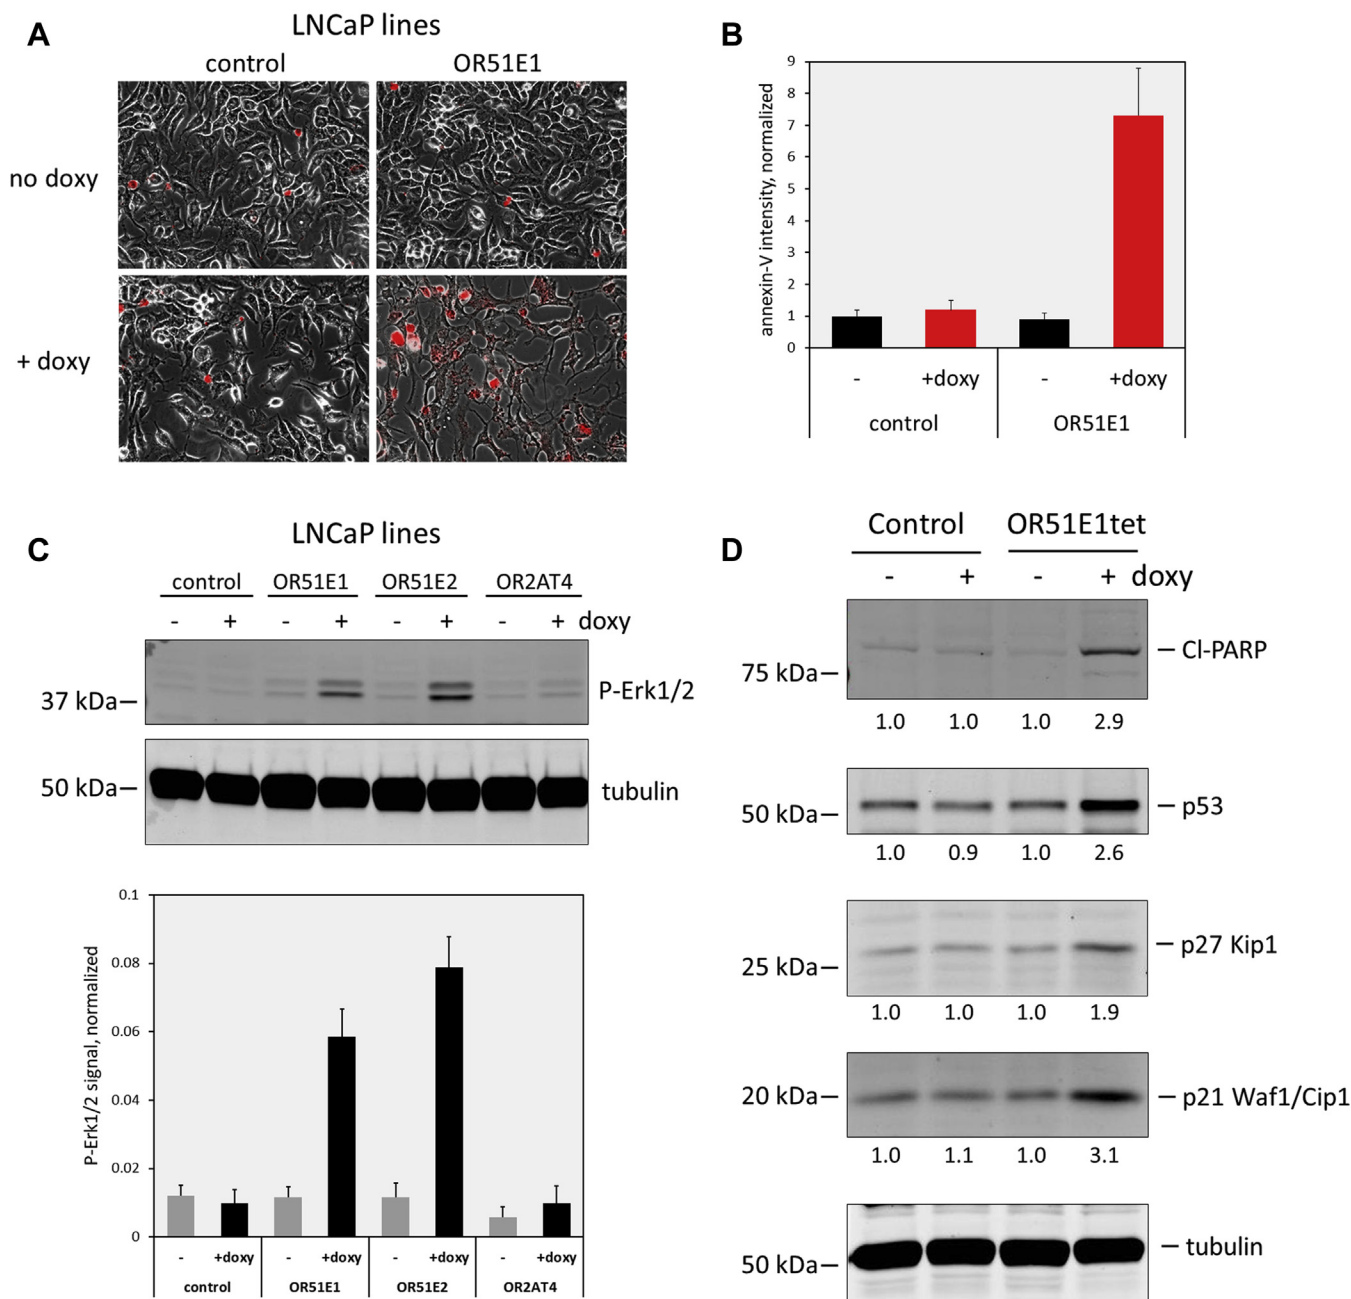 A
LNCaP lines
control OR51E1
no doxy
+ doxy
B
annexin-V intensity, normalized
9
8
7
6
5
4
3
2
1
0
- +doxy - +doxy
control OR51E1
C
LNCaP lines
control OR51E1 OR51E2 OR2AT4
- + - + - + - + doxy
37 kDa
P-Erk1/2
50 kDa
tubulin
P-Erk1/2 signal, normalized
0.1
0.08
0.06
0.04
0.02
0
- +doxy - +doxy - +doxy - +doxy
control OR51E1 OR51E2 OR2AT4
D
Control OR51E1tet
- + - + doxy
Cl-PARP
75 kDa
1.0 1.0 1.0 2.9
50 kDa
p53
1.0 0.9 1.0 2.6
p27 Kip1
25 kDa
1.0 1.0 1.0 1.9
20 kDa
p21 Waf1/Cip1
1.0 1.1 1.0 3.1
tubulin
50 kDa